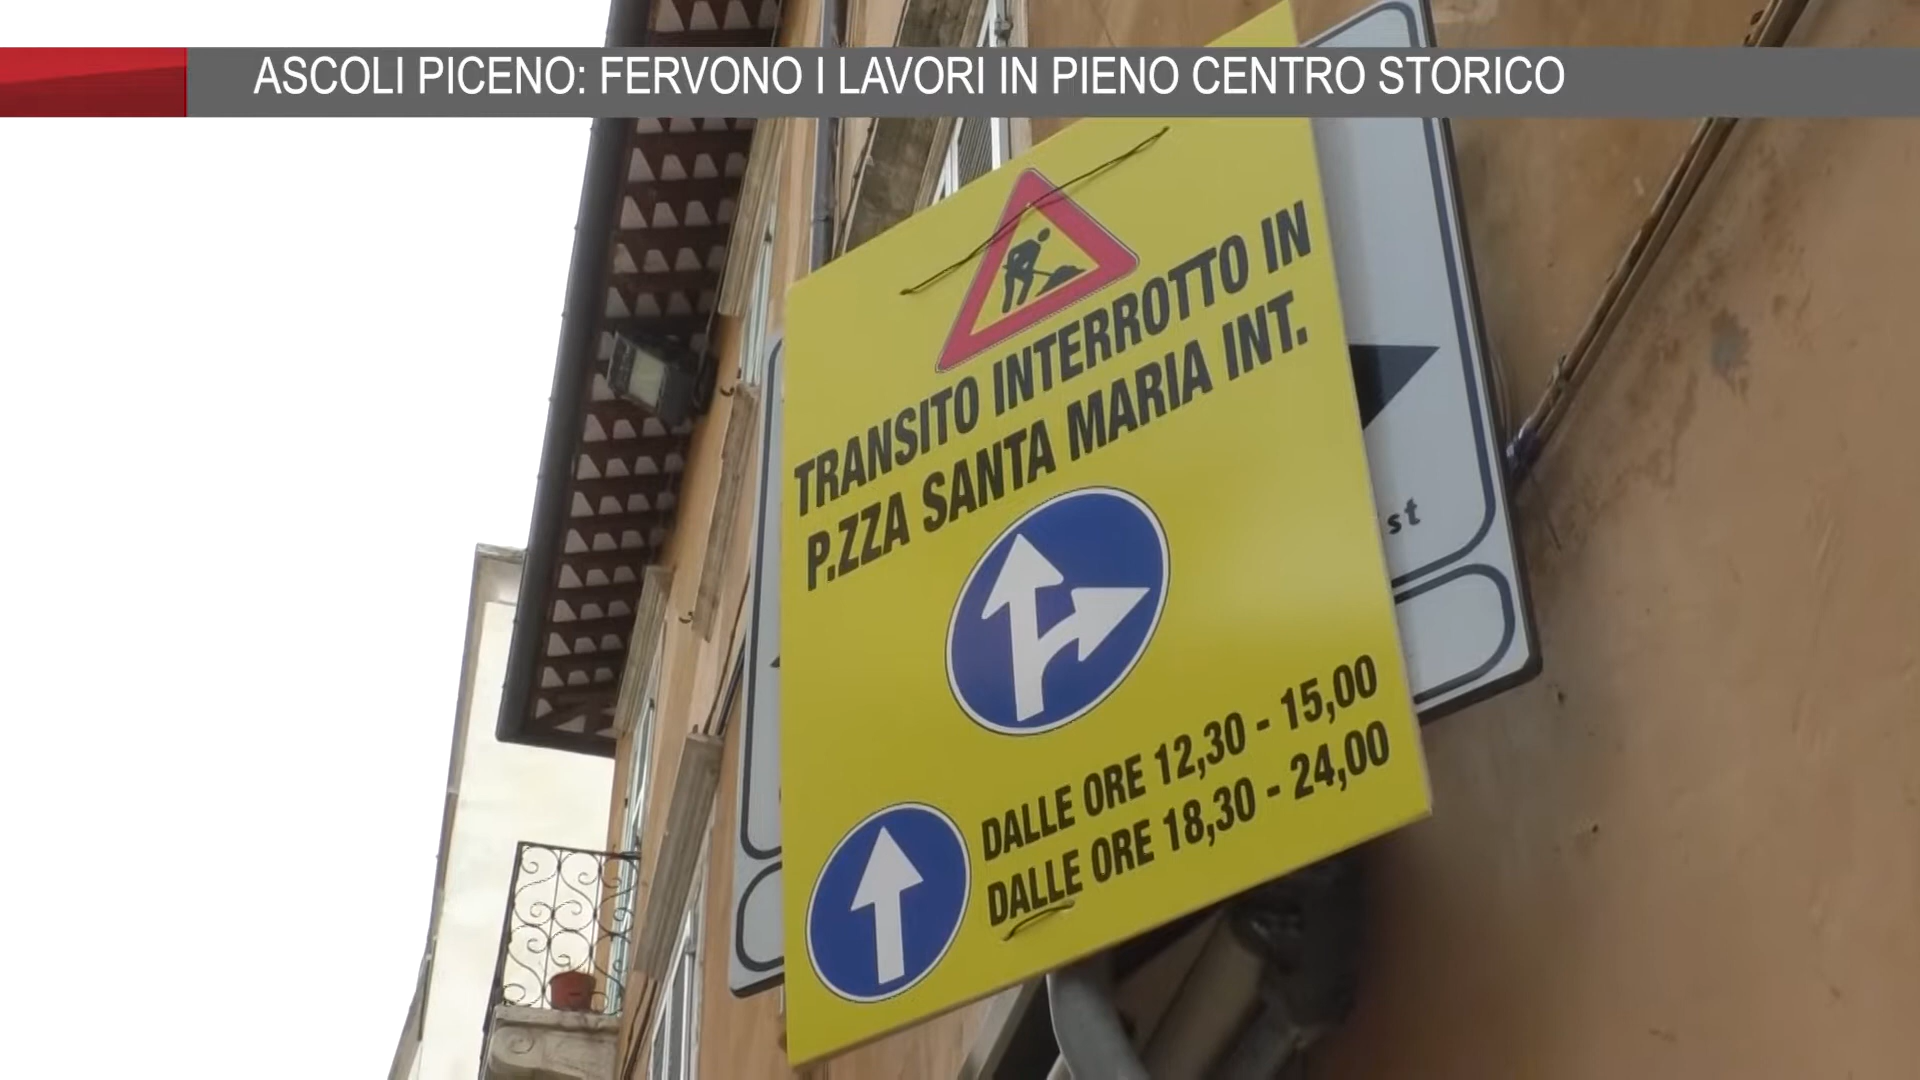 ASCOLI PICENO: FERVONO I LAVORI IN PIENO CENTRO STORICO
TRANSITO INTERROTTO IN
P.ZZA SANTA MARIA INT.
st
DALLE ORE 12,30 - 15,00
DALLE ORE 18,30 - 24,00